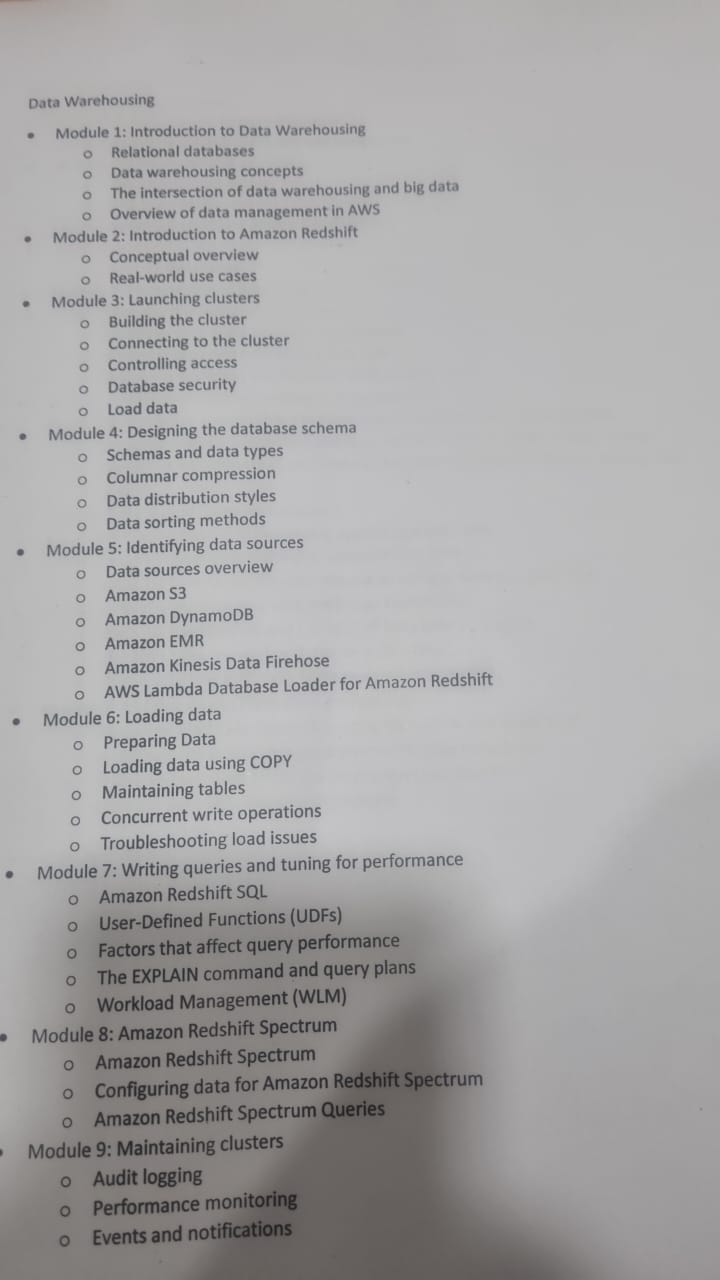 Data Warehousing
• Module 1: Introduction to Data Warehousing
o Relational databases
o Data warehousing concepts
o The intersection of data warehousing and big data
o Overview of data management in AWS
• Module 2: Introduction to Amazon Redshift
o Conceptual overview
o Real-world use cases
• Module 3: Launching clusters
o Building the cluster
o Connecting to the cluster
o Controlling access
o Database security
o Load data
• Module 4: Designing the database schema
o Schemas and data types
o Columnar compression
o Data distribution styles
o Data sorting methods
• Module 5: Identifying data sources
o Data sources overview
o Amazon S3
o Amazon DynamoDB
o Amazon EMR
o Amazon Kinesis Data Firehose
o AWS Lambda Database Loader for Amazon Redshift
• Module 6: Loading data
o Preparing Data
o Loading data using COPY
o Maintaining tables
o Concurrent write operations
o Troubleshooting load issues
• Module 7: Writing queries and tuning for performance
o Amazon Redshift SQL
o User-Defined Functions (UDFs)
o Factors that affect query performance
o The EXPLAIN command and query plans
o Workload Management (WLM)
• Module 8: Amazon Redshift Spectrum
o Amazon Redshift Spectrum
o Configuring data for Amazon Redshift Spectrum
o Amazon Redshift Spectrum Queries
• Module 9: Maintaining clusters
o Audit logging
o Performance monitoring
o Events and notifications